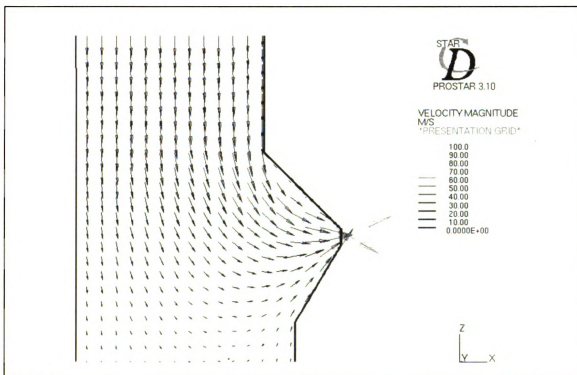 STAR
CD
PROSTAR 3.10
VELOCITY MAGNITUDE
M/S
*PRESENTATION GRID*
100.0
90.00
80.00
70.00
60.00
50.00
40.00
30.00
20.00
10.00
0.0000E+00
Z
Y X